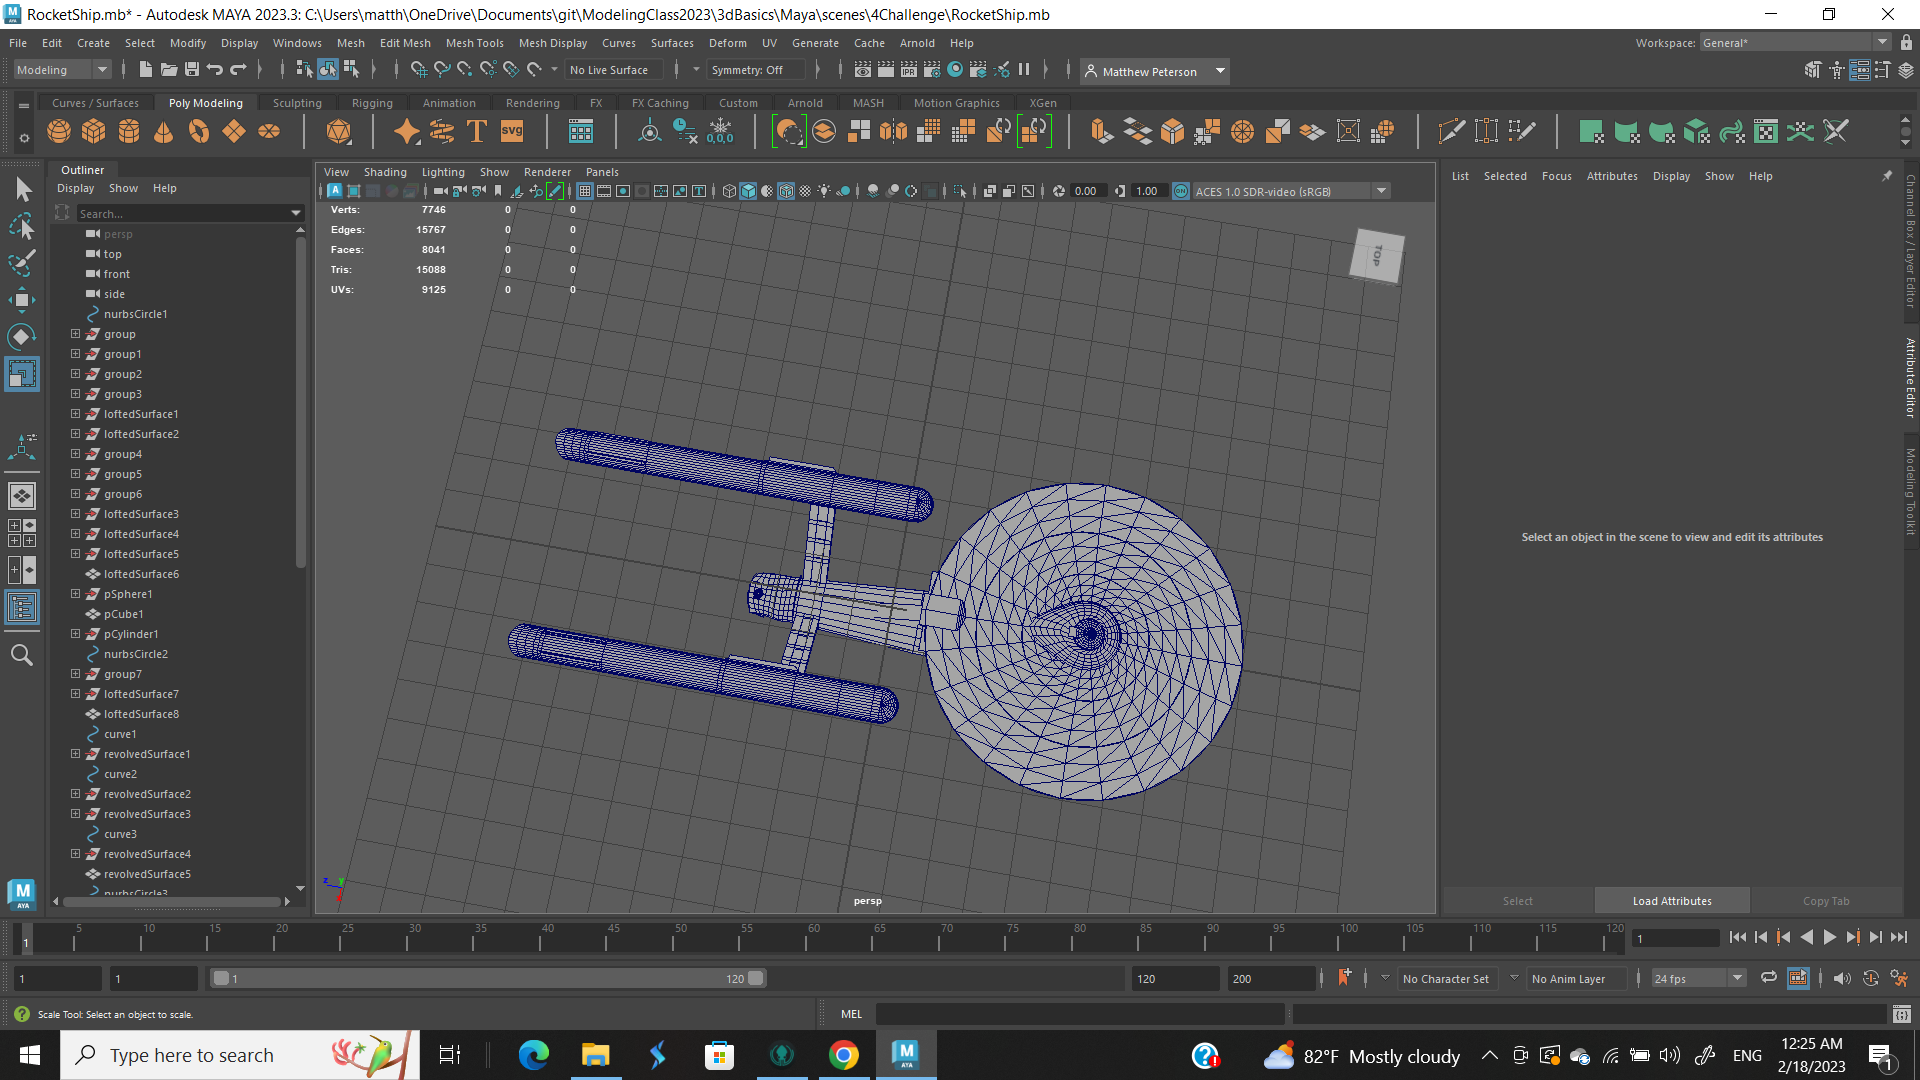 RocketShip.mb* - Autodesk MAYA 2023.3: C:\Users\matth\OneDrive\Documents\git\ModelingClass2023\3dBasics\Maya\scenes\4Challenge\RocketShip.mb
File Edit Create Select Modify Display Windows Mesh Edit Mesh Mesh Tools Mesh Display Curves Surfaces Deform UV Generate Cache Arnold Help Workspace: General*
Modeling No Live Surface Symmetry: Off IPR Matthew Peterson
Curves / Surfaces Poly Modeling Sculpting Rigging Animation Rendering FX FX Caching Custom Arnold MASH Motion Graphics XGen
T svg 0,0,0
Outliner
Display Show Help
Search...
persp
top
front
side
nurbsCircle1
group
group1
group2
group3
loftedSurface1
loftedSurface2
group4
group5
group6
loftedSurface3
loftedSurface4
loftedSurface5
loftedSurface6
pSphere1
pCube1
pCylinder1
nurbsCircle2
group7
loftedSurface7
loftedSurface8
curve1
revolvedSurface1
curve2
revolvedSurface2
revolvedSurface3
curve3
revolvedSurface4
revolvedSurface5
nurbsCircle3
View Shading Lighting Show Renderer Panels
0.00 1.00 ON ACES 1.0 SDR-video (sRGB)
Verts: 7746 0 0
Edges: 15767 0 0
Faces: 8041 0 0
Tris: 15088 0 0
UVs: 9125 0 0
TOP
z y
x
persp
List Selected Focus Attributes Display Show Help
Select an object in the scene to view and edit its attributes
Select Load Attributes Copy Tab
Channel Box / Layer Editor
Attribute Editor
Modeling Toolkit
M
AYA
1 5 10 15 20 25 30 35 40 45 50 55 60 65 70 75 80 85 90 95 100 105 110 115 120 1
1 1 1 120 120 200 No Character Set No Anim Layer 24 fps
Scale Tool: Select an object to scale. MEL
Type here to search 82°F Mostly cloudy ENG 12:25 AM
2/18/2023 1